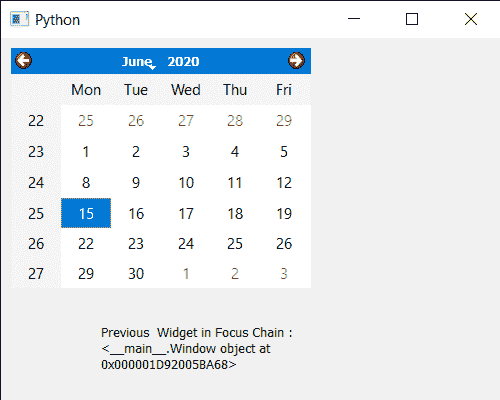 Python
June 2020
Mon Tue Wed Thu Fri
22 25 26 27 28 29
23 1 2 3 4 5
24 8 9 10 11 12
25 15 16 17 18 19
26 22 23 24 25 26
27 29 30 1 2 3
Previous Widget in Focus Chain :
<__main__.Window object at
0x000001D92005BA68>